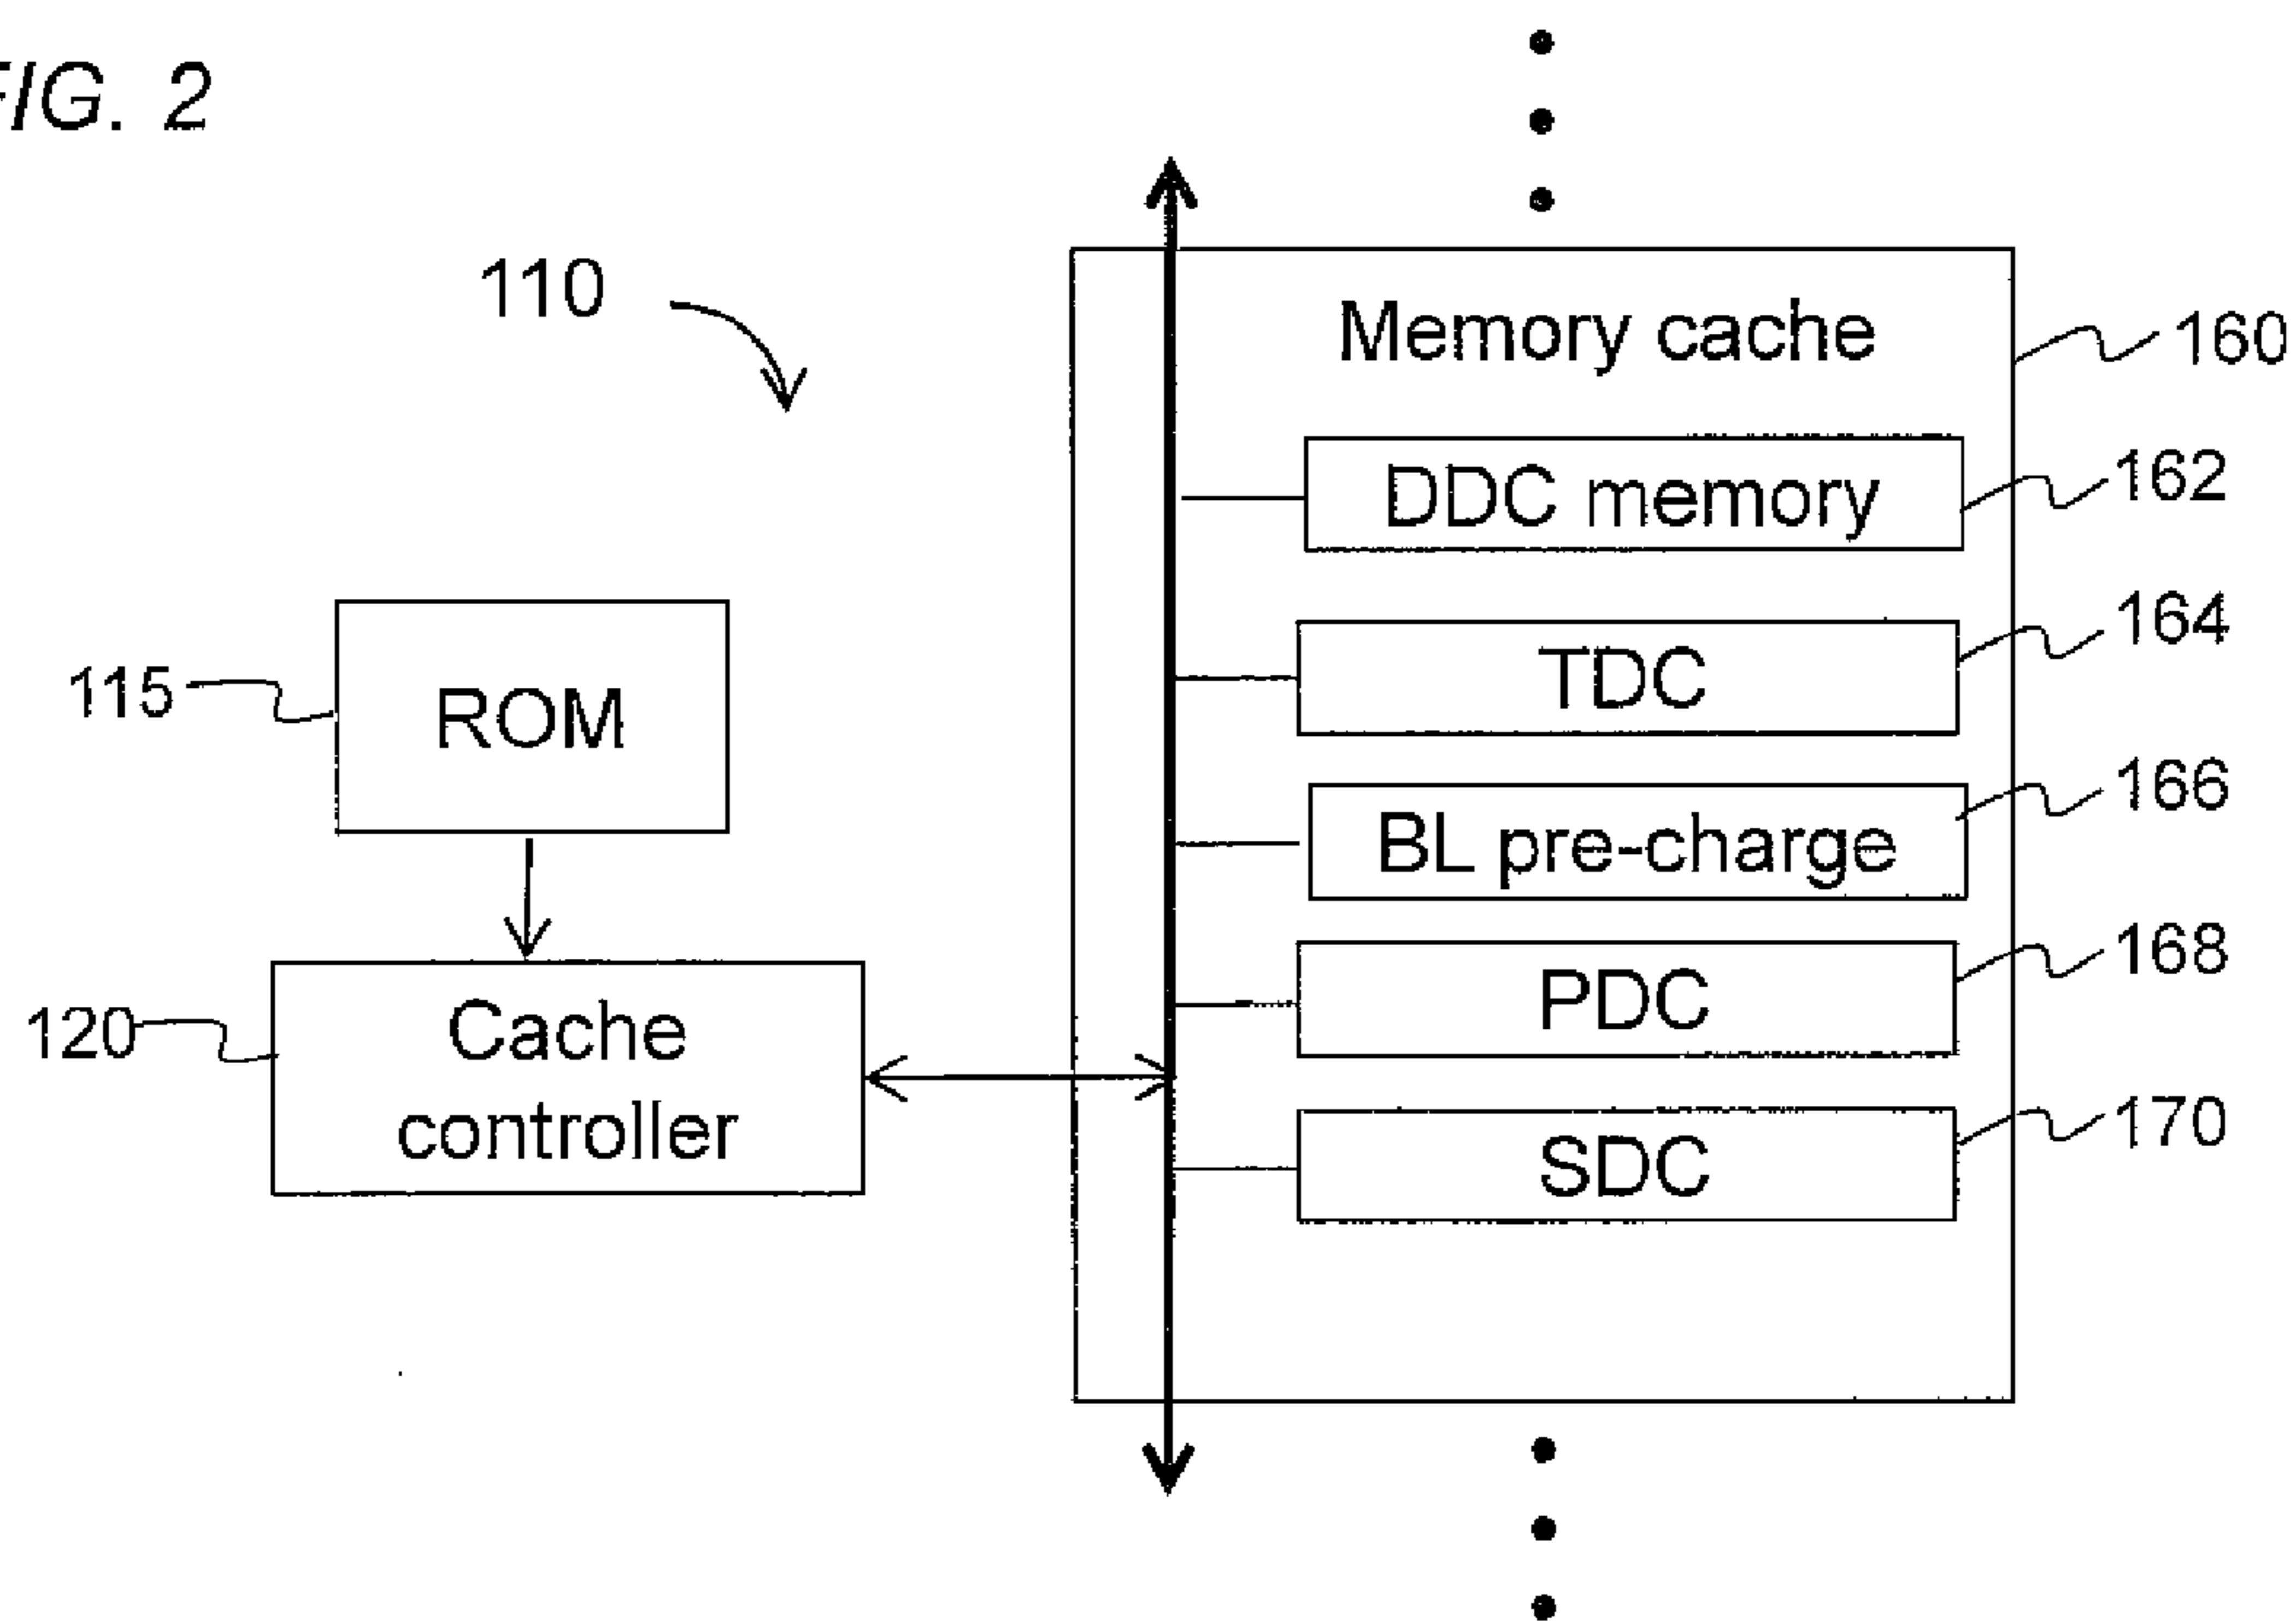 FIG. 2
110
Memory cache
160
DDC memory
162
TDC
164
115
ROM
BL pre-charge
166
PDC
168
120
Cache
controller
SDC
170